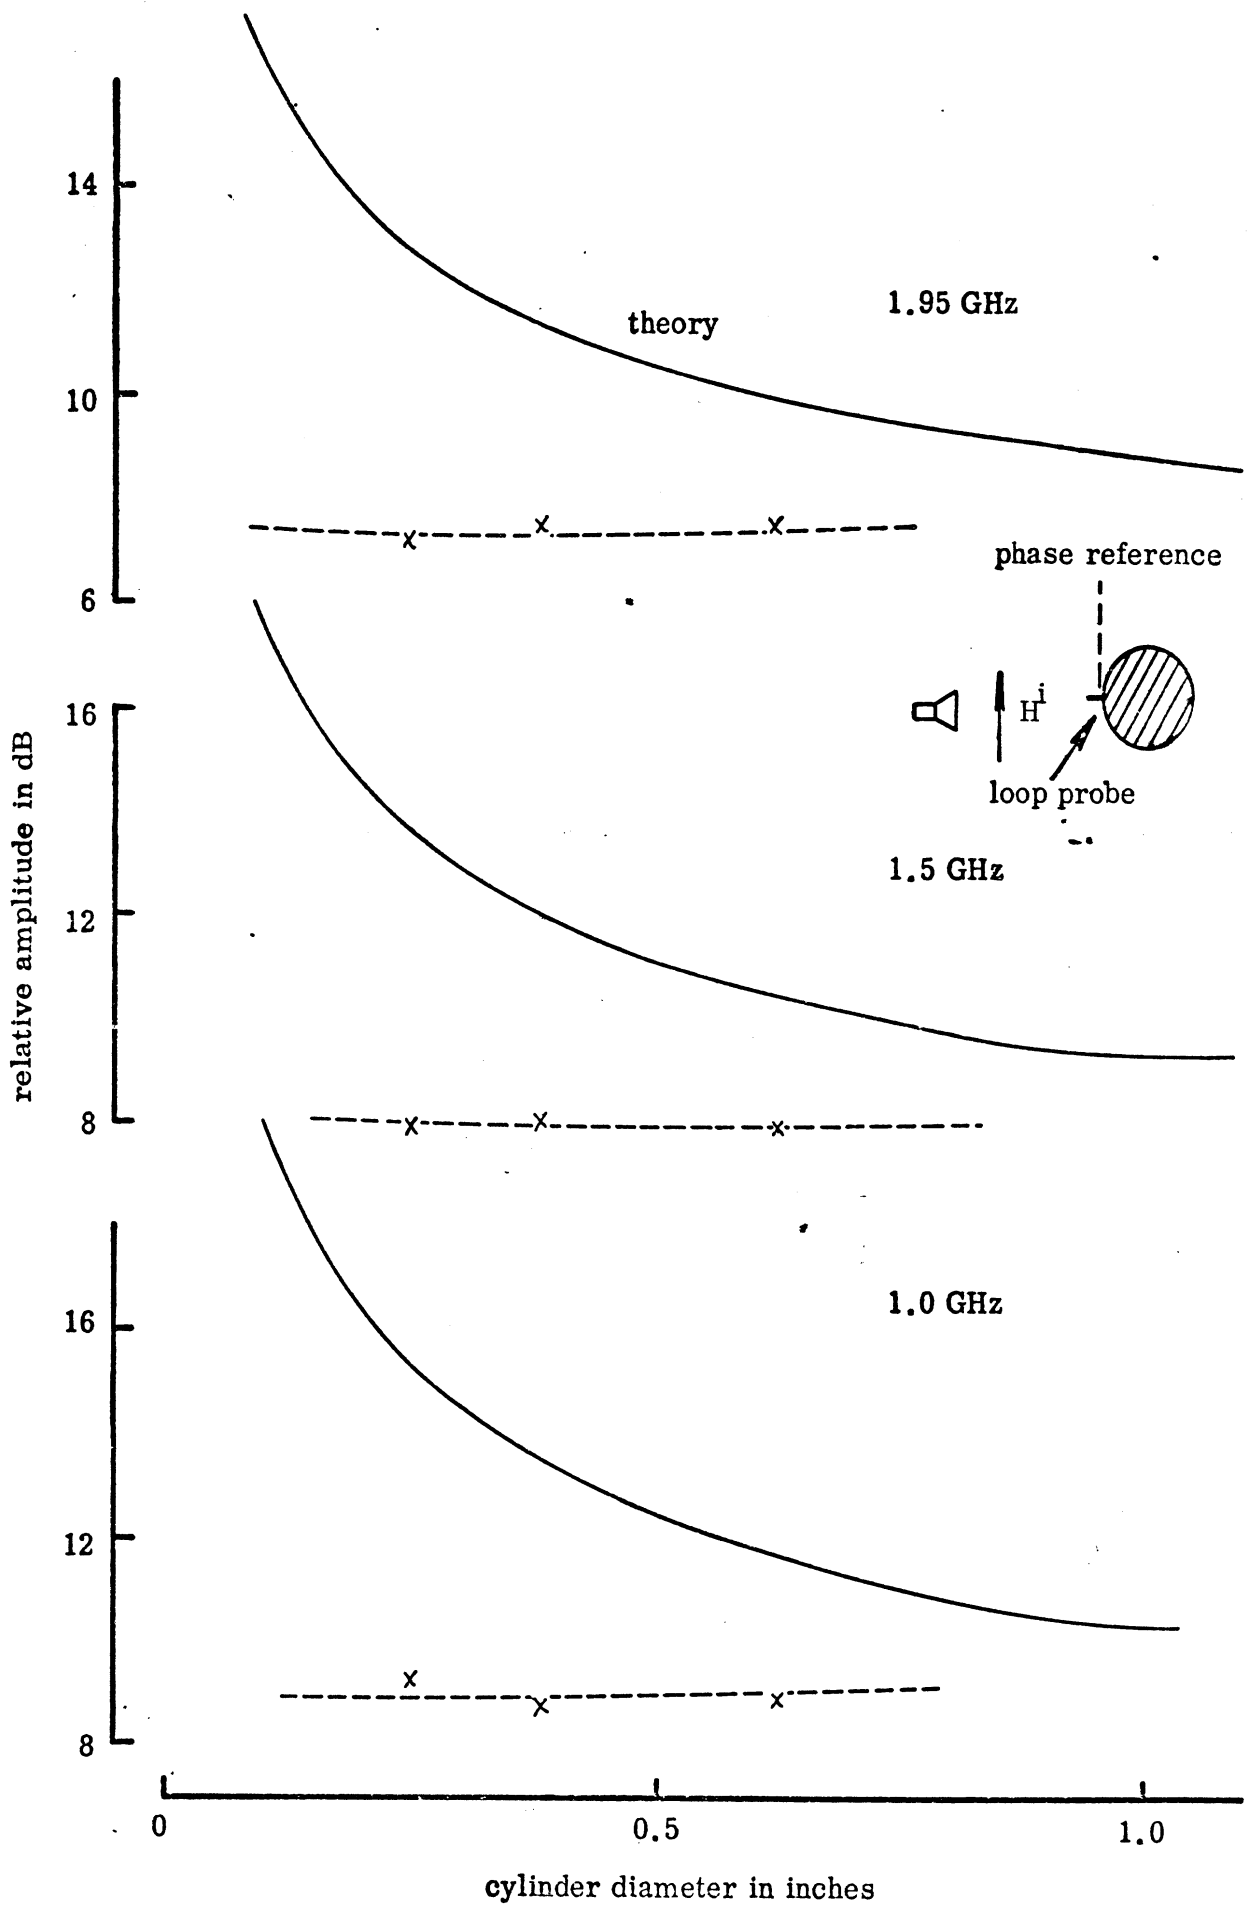 14
10
6
theory
1.95 GHz
phase reference
H^i
loop probe
16
12
8
1.5 GHz
relative amplitude in dB
16
12
8
1.0 GHz
0
0.5
1.0
cylinder diameter in inches